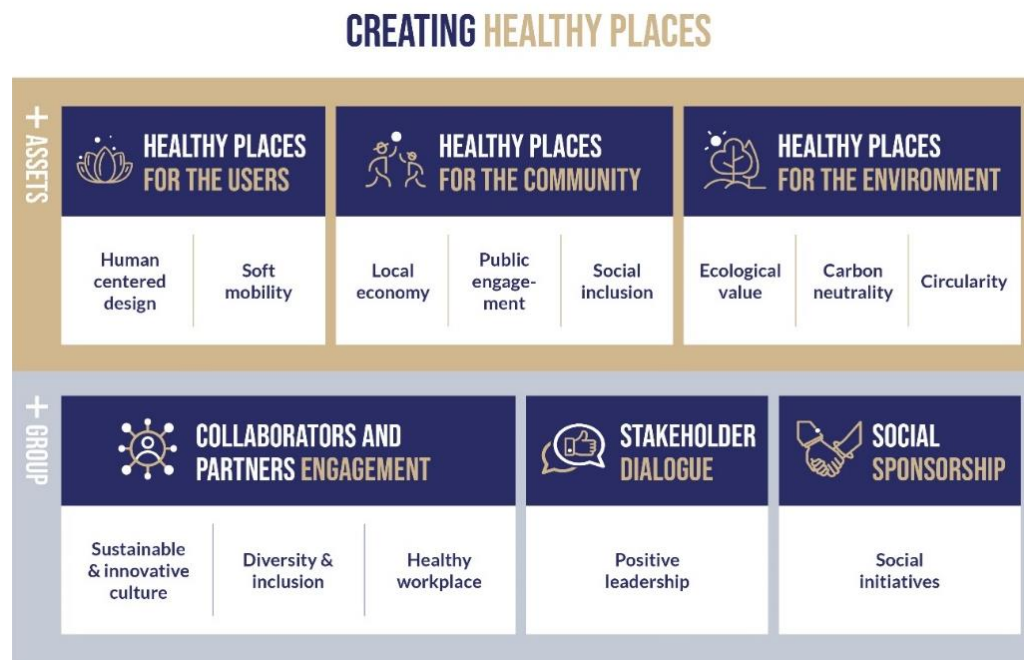 CREATING HEALTHY PLACES
+ ASSETS
HEALTHY PLACES
FOR THE USERS
Human
centered
design
Soft
mobility
HEALTHY PLACES
FOR THE COMMUNITY
Local
economy
Public
engage-
ment
Social
inclusion
HEALTHY PLACES
FOR THE ENVIRONMENT
Ecological
value
Carbon
neutrality
Circularity
+ GROUP
COLLABORATORS AND
PARTNERS ENGAGEMENT
Sustainable
& innovative
culture
Diversity &
inclusion
Healthy
workplace
STAKEHOLDER
DIALOGUE
Positive
leadership
SOCIAL
SPONSORSHIP
Social
initiatives